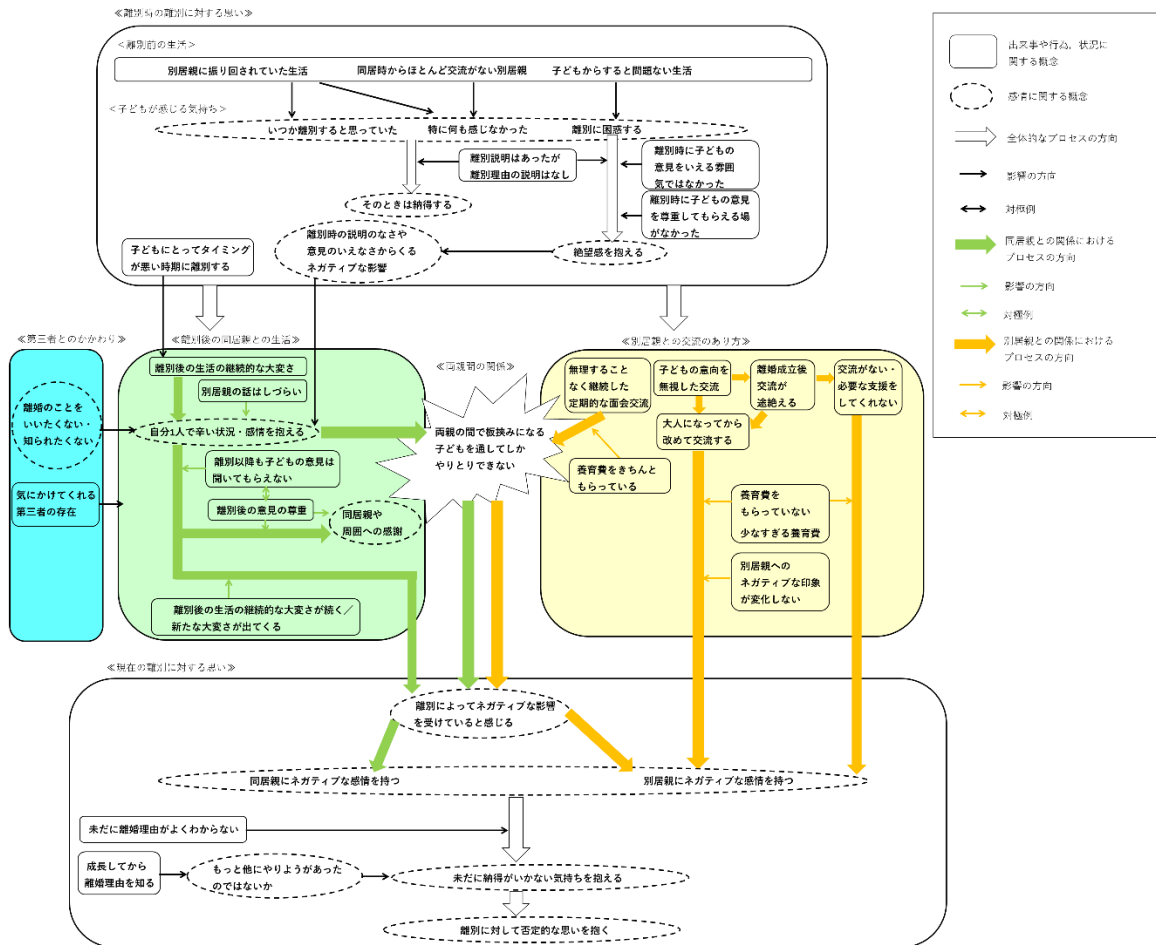 ≪離別時の離別に対する思い≫
＜離別前の生活＞
別居親に振り回されていた生活
同居時からほとんど交流がない別居親
子どもからすると問題ない生活
＜子どもが感じる気持ち＞
いつか離別すると思っていた
特に何も感じなかった
離別に困惑する
離別説明はあったが
離別理由の説明はなし
離別時に子どもの
意見をいえる雰囲
気ではなかった
そのときは納得する
離別時に子どもの意見
を尊重してもらえる場
がなかった
離別時の説明のなさや
意見のいえなさからくる
ネガティブな影響
絶望感を抱える
子どもにとってタイミング
が悪い時期に離別する
≪第三者とのかかわり≫
離婚のことを
いいたくない・
知られたくない
気にかけてくれる
第三者の存在
≪離別後の同居親との生活≫
離別後の生活の継続的な大変さ
別居親の話はしづらい
自分1人で辛い状況・感情を抱える
離別以降も子どもの意見は
聞いてもらえない
離別後の意見の尊重
同居親や
周囲への感謝
離別後の生活の継続的な大変さが続く／
新たな大変さが出てくる
≪両親間の関係≫
両親の間で板挟みになる
子どもを通してしか
やりとりできない
≪別居親との交流のあり方≫
無理すること
なく継続した
定期的な面会交流
子どもの意向を
無視した交流
離婚成立後
交流が
途絶える
交流がない・
必要な支援を
してくれない
大人になってから
改めて交流する
養育費をきちんと
もらっている
養育費を
もらっていない
少なすぎる養育費
別居親への
ネガティブな印象
が変化しない
≪現在の離別に対する思い≫
離別によってネガティブな影響
を受けていると感じる
同居親にネガティブな感情を持つ
別居親にネガティブな感情を持つ
未だに離婚理由がよくわからない
成長してから
離婚理由を知る
もっと他にやりようがあった
のではないか
未だに納得がいかない気持ちを抱える
離別に対して否定的な思いを抱く
出来事や行為、状況に
関する概念
感情に関する概念
全体的なプロセスの方向
影響の方向
対極例
同居親との関係における
プロセスの方向
影響の方向
対極例
別居親との関係における
プロセスの方向
影響の方向
対極例